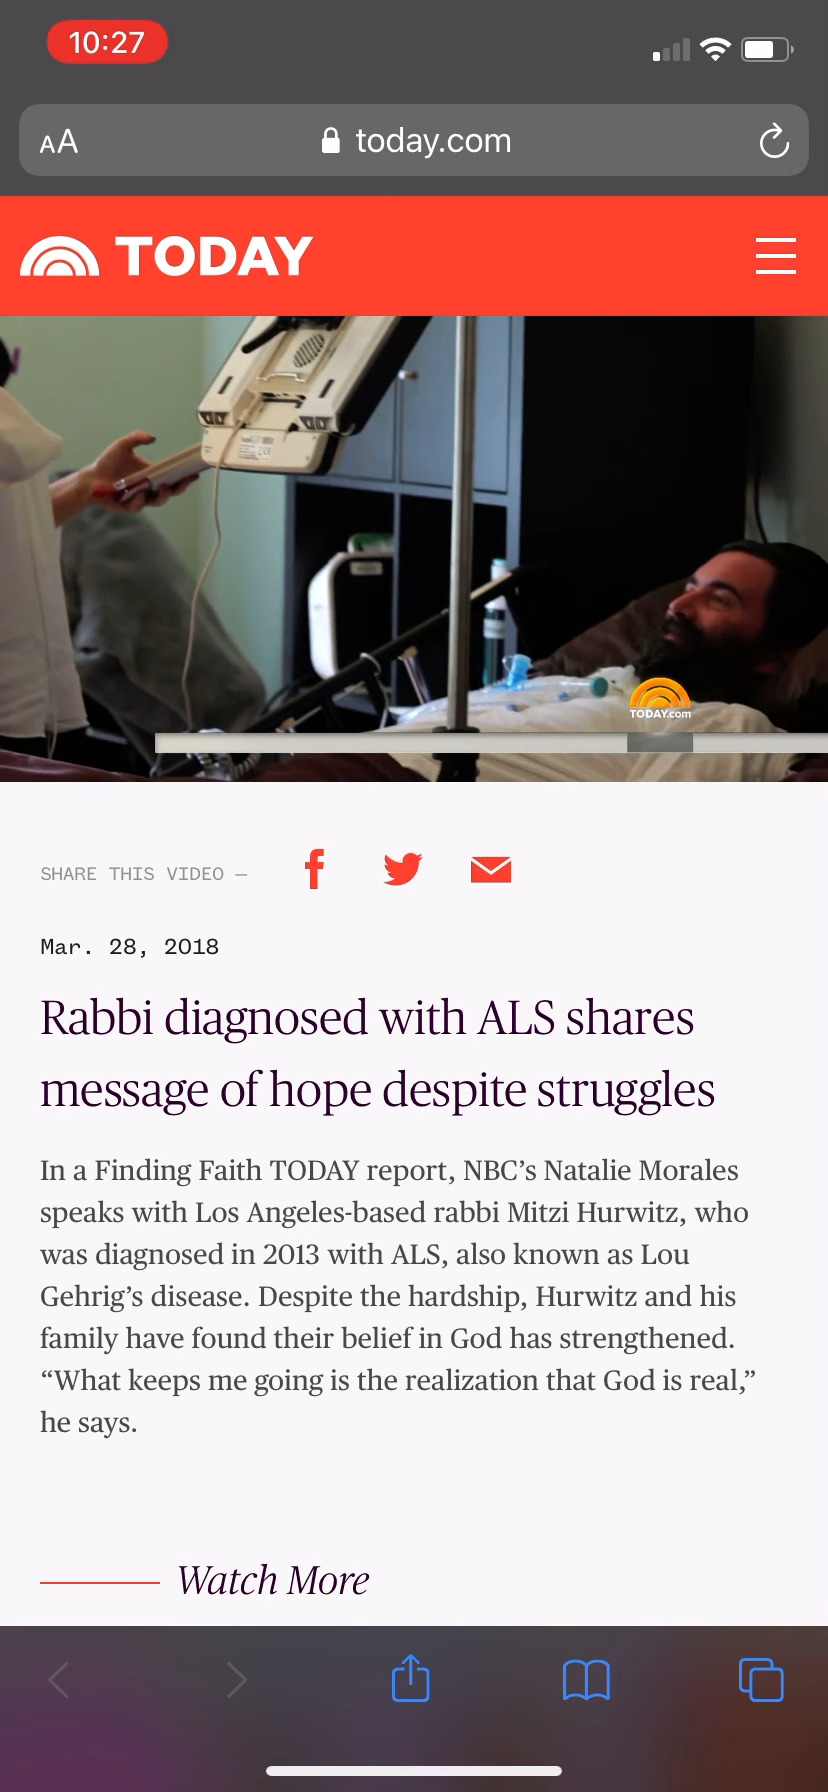 10:27
AA
today.com
TODAY
TODAY.com
SHARE THIS VIDEO —
Mar. 28, 2018
Rabbi diagnosed with ALS shares
message of hope despite struggles
In a Finding Faith TODAY report, NBC’s Natalie Morales
speaks with Los Angeles-based rabbi Mitzi Hurwitz, who
was diagnosed in 2013 with ALS, also known as Lou
Gehrig’s disease. Despite the hardship, Hurwitz and his
family have found their belief in God has strengthened.
“What keeps me going is the realization that God is real,”
he says.
Watch More